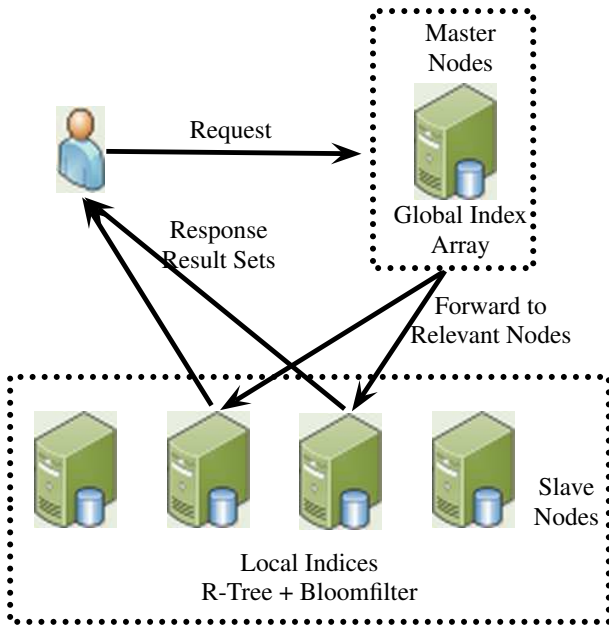 Master
Nodes
Request
Global Index
Array
Response
Result Sets
Forward to
Relevant Nodes
Slave
Nodes
Local Indices
R-Tree + Bloomfilter